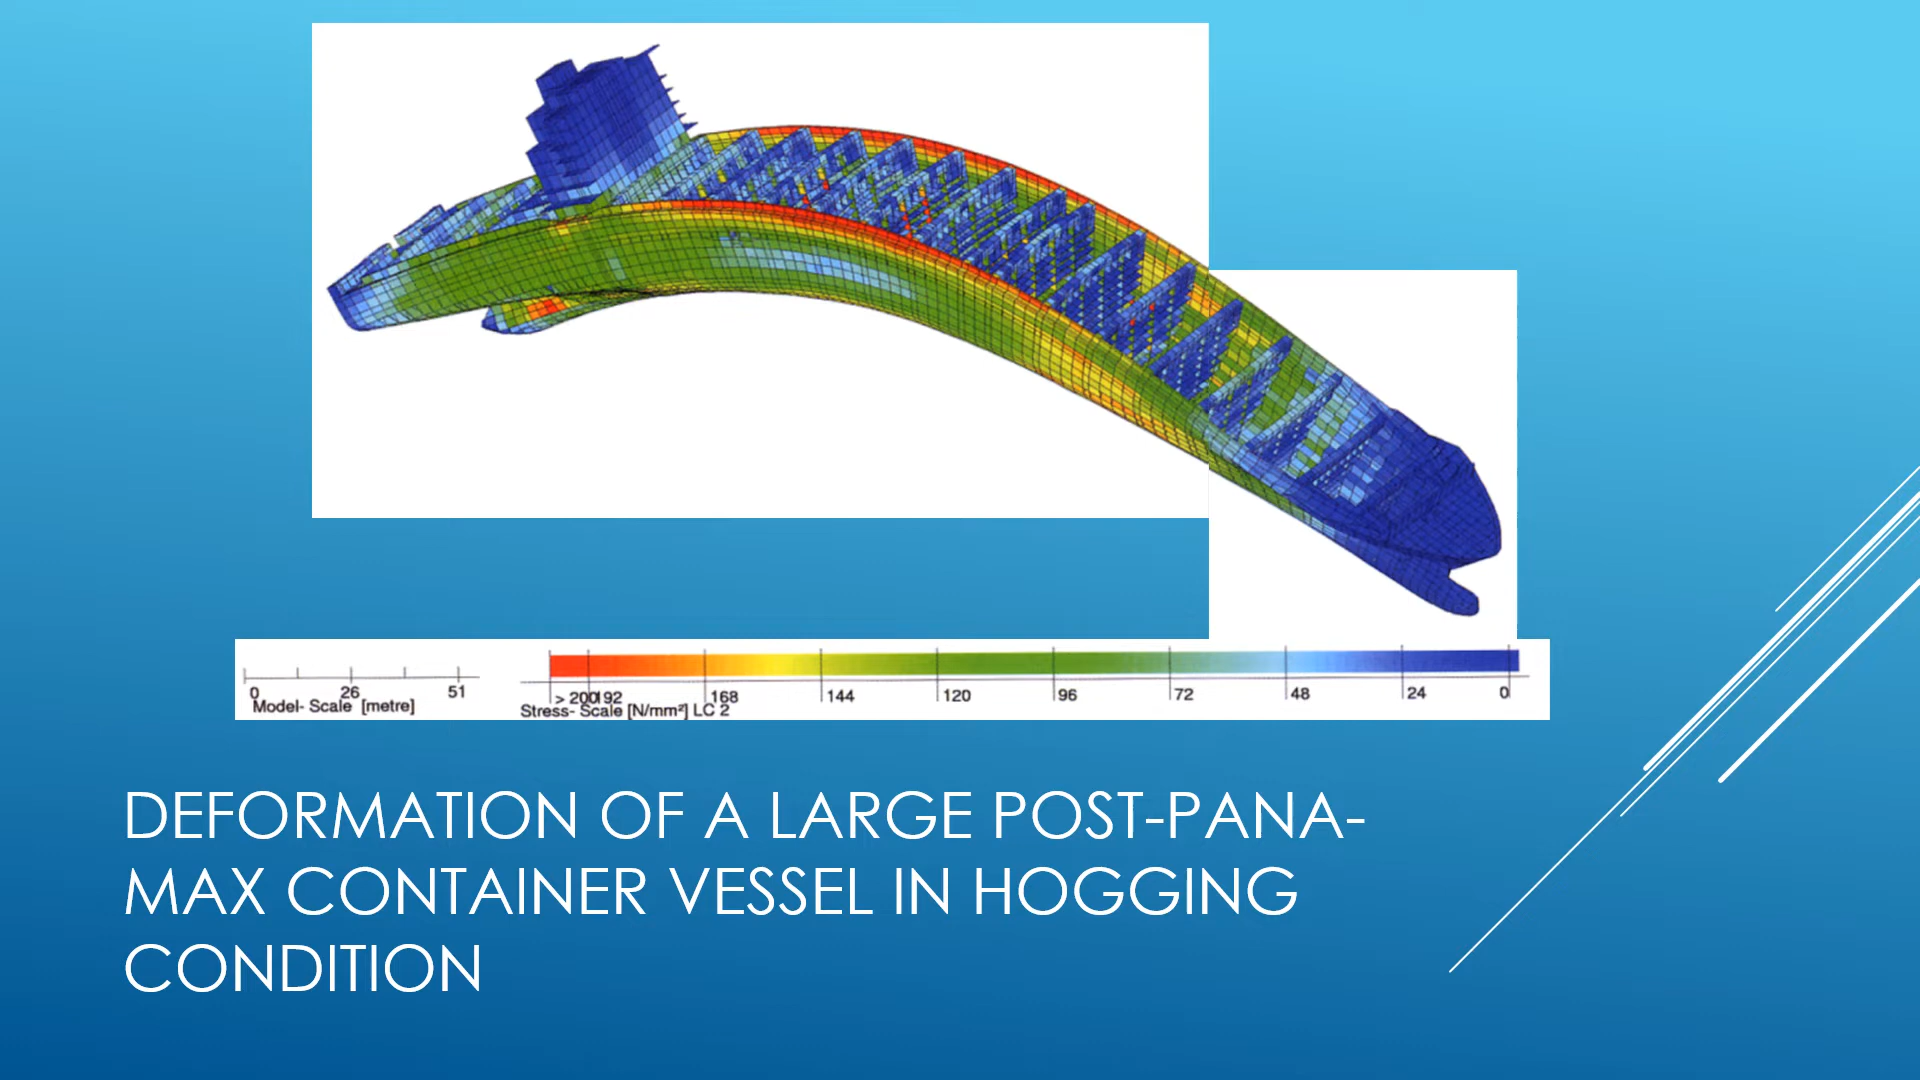 0 26 51
Model- Scale [metre]
> 200 192 168 144 120 96 72 48 24 0
Stress- Scale [N/mm²] LC 2
DEFORMATION OF A LARGE POST-PANA-
MAX CONTAINER VESSEL IN HOGGING
CONDITION